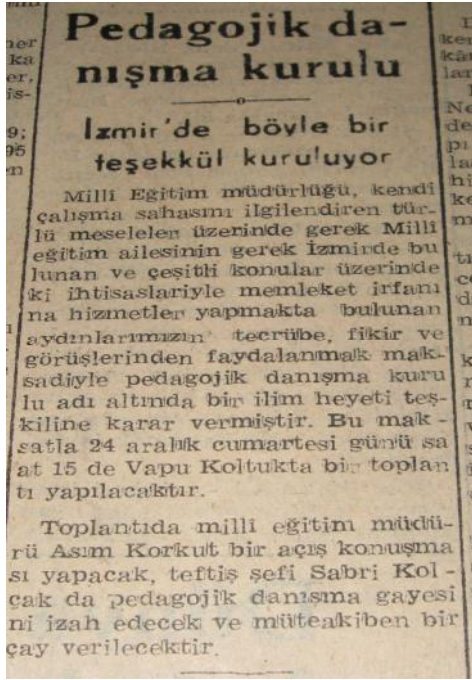 Pedagojik da-
nışma kurulu
İzmir'de böyle bir
teşekkül kuruluyor
Millî Eğitim müdürlüğü, kendi
çalışma sahasını ilgilendiren tür-
lü meseleler üzerinde gerek Millî
eğitim ailesinin gerek İzmirde bu
lunan ve çeşitli konular üzerinde
ki ihtisaslariyle memleket irfanı
na hizmetler yapmakta bulunan
aydınlarımızın tecrübe, fikir ve
görüşlerinden faydalanmak mak-
sadiyle pedagojik danışma kuru
lu adı altında bir ilim heyeti teş-
kiline karar vermiştir. Bu mak-
satla 24 aralık cumartesi günü sa
at 15 de Vapu Koltukta bir toplan
tı yapılacaktır.
Toplantıda millî eğitim müdü-
rü Asım Korkut bir açış konuşma
sı yapacak, teftiş şefi Sabri Kol-
çak da pedagojik danışma gayesi
ni izah edecek ve müteakiben bir
çay verilecektir.